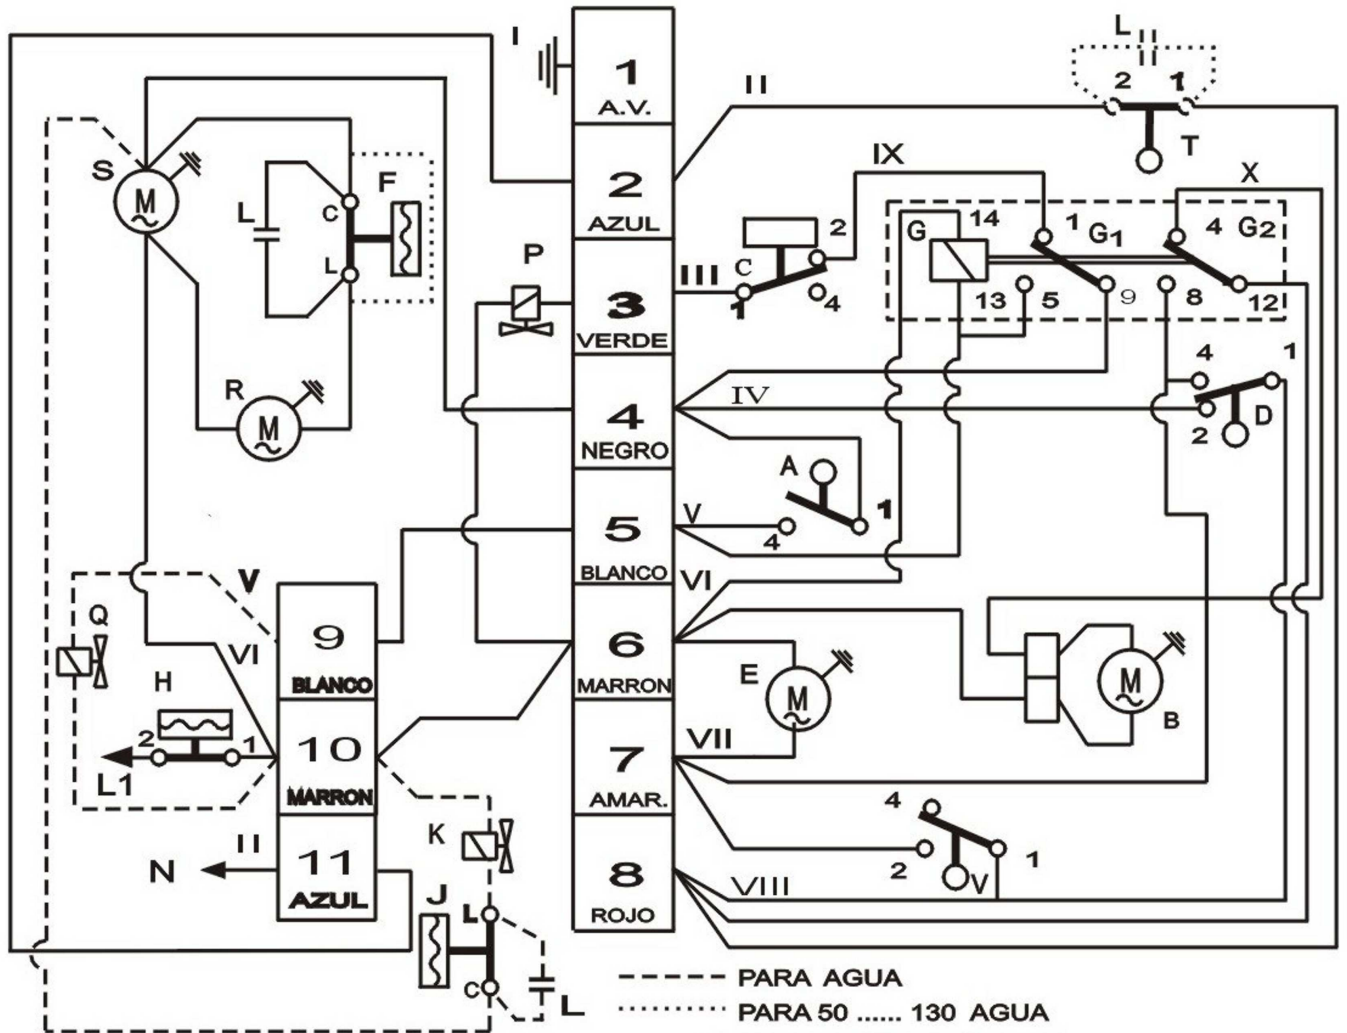 I
1
A.V.
II
L
2 1
T
2
AZUL
S
M
L
C
F
L
P
III
3
VERDE
C
2
1
4
IX
X
14
G
1
G1
4
G2
13
5
9
8
12
R
M
4
NEGRO
IV
4
1
2
D
A
1
5
BLANCO
V
4
VI
V
Q
9
BLANCO
VI
6
MARRON
E
M
M
B
H
2
1
L1
10
MARRON
7
AMAR.
VII
4
K
II
N
11
AZUL
8
ROJO
2
1
V
VIII
J
L
C
L
PARA AGUA
PARA 50 ...... 130 AGUA